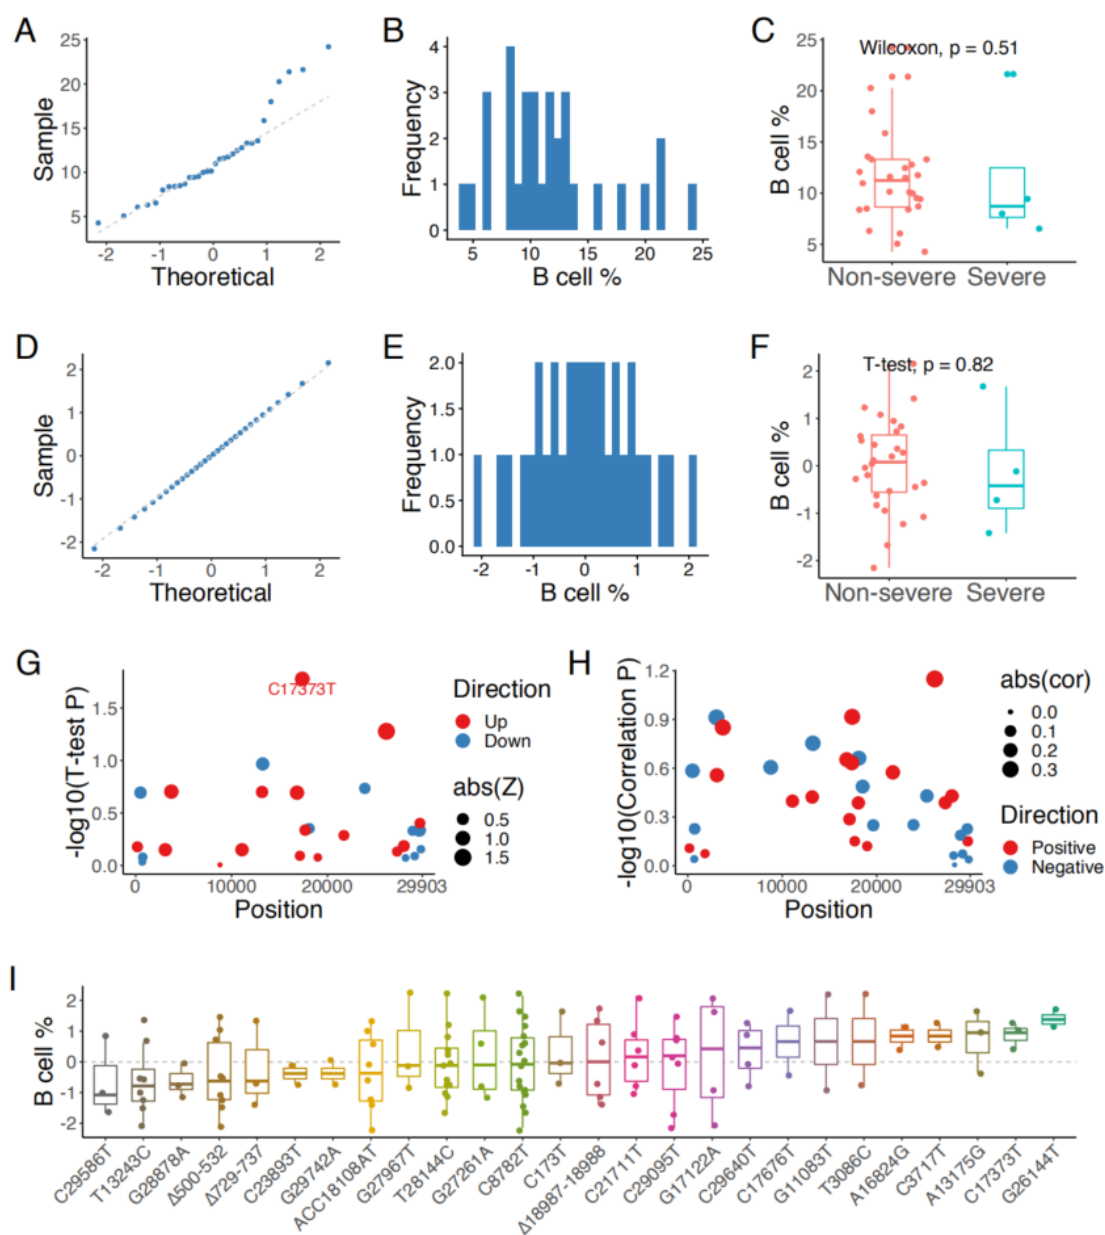 A
25
20
15
10
5
Sample
-2
-1
0
1
2
Theoretical
B
4
3
2
1
0
Frequency
5
10
15
20
25
B cell %
C
Wilcoxon, p = 0.51
25
20
15
10
5
B cell %
Non-severe
Severe
D
2
1
0
-1
-2
Sample
-2
-1
0
1
2
Theoretical
E
2.0
1.5
1.0
0.5
0.0
Frequency
-2
-1
0
1
2
B cell %
F
T-test, p = 0.82
2
1
0
-1
-2
B cell %
Non-severe
Severe
G
C17373T
1.5
1.0
0.5
0.0
-log10(T-test P)
0
10000
20000
29903
Position
Direction
Up
Down
abs(Z)
0.5
1.0
1.5
H
1.2
0.9
0.6
0.3
0.0
-log10(Correlation P)
0
10000
20000
29903
Position
abs(cor)
0.0
0.1
0.2
0.3
Direction
Positive
Negative
I
2
1
0
-1
-2
B cell %
C29586T
T13243C
G28878A
Δ500-532
Δ729-737
C23893T
G29742A
ACC18108AT
G27967T
T28144C
G27261A
C8782T
C173T
Δ18987-18988
C21711T
C29095T
G17122A
C29640T
C17676T
G11083T
T3086C
A16824G
C3717T
A13175G
C17373T
G26144T